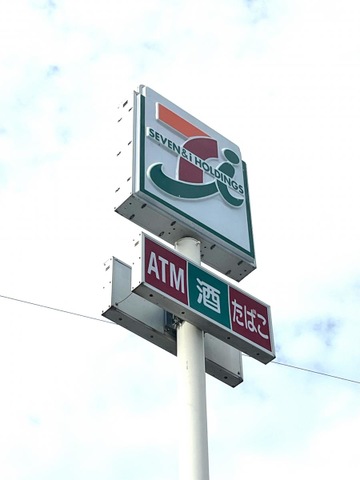 SEVEN&i HOLDINGS
ATM 酒 たばこ